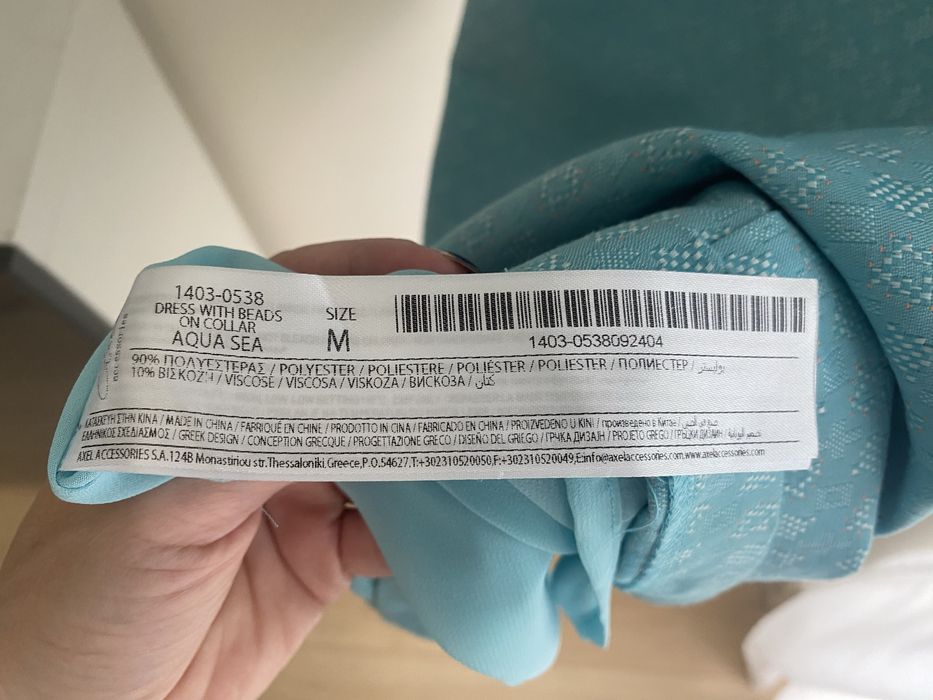 1403-0538
DRESS WITH BEADS
ON COLLAR
AQUA SEA
SIZE
M
1403-0538092404
90% ΠΟΛΥΕΣΤΕΡΑΣ / POLYESTER / POLIESTERE / POLIÉSTER / POLIESTER / ПОЛИЕСТЕР / بوليستر
10% ΒΙΣΚΟΖΗ / VISCOSE / VISCOSA / VISKOZA / ВИСКОЗА / كتان
ΚΑΤΑΣΚΕΥΗ ΣΤΗΝ ΚΙΝΑ / MADE IN CHINA / FABRIQUÉ EN CHINE / PRODOTTO IN CINA / FABRICADO EN CHINA / PROIZVEDENO U KINI / произведено в Китае / صنع في الصين
ΕΛΛΗΝΙΚΟΣ ΣΧΕΔΙΑΣΜΟΣ / GREEK DESIGN / CONCEPTION GRECQUE / PROGETTAZIONE GRECO / DISEÑO DEL GRIEGO / ГРЧКА ДИЗАЈН / PROJETO GREGO / ГРЪЦКИ ДИЗАЙН /
AXEL ACCESSORIES S.A. 124B Monastiriou str.Thessaloniki,Greece,P.O.54627.T:+302310520050,F:+302310520049,E:info@axelaccessories.com,www.axelaccessories.com
accessories